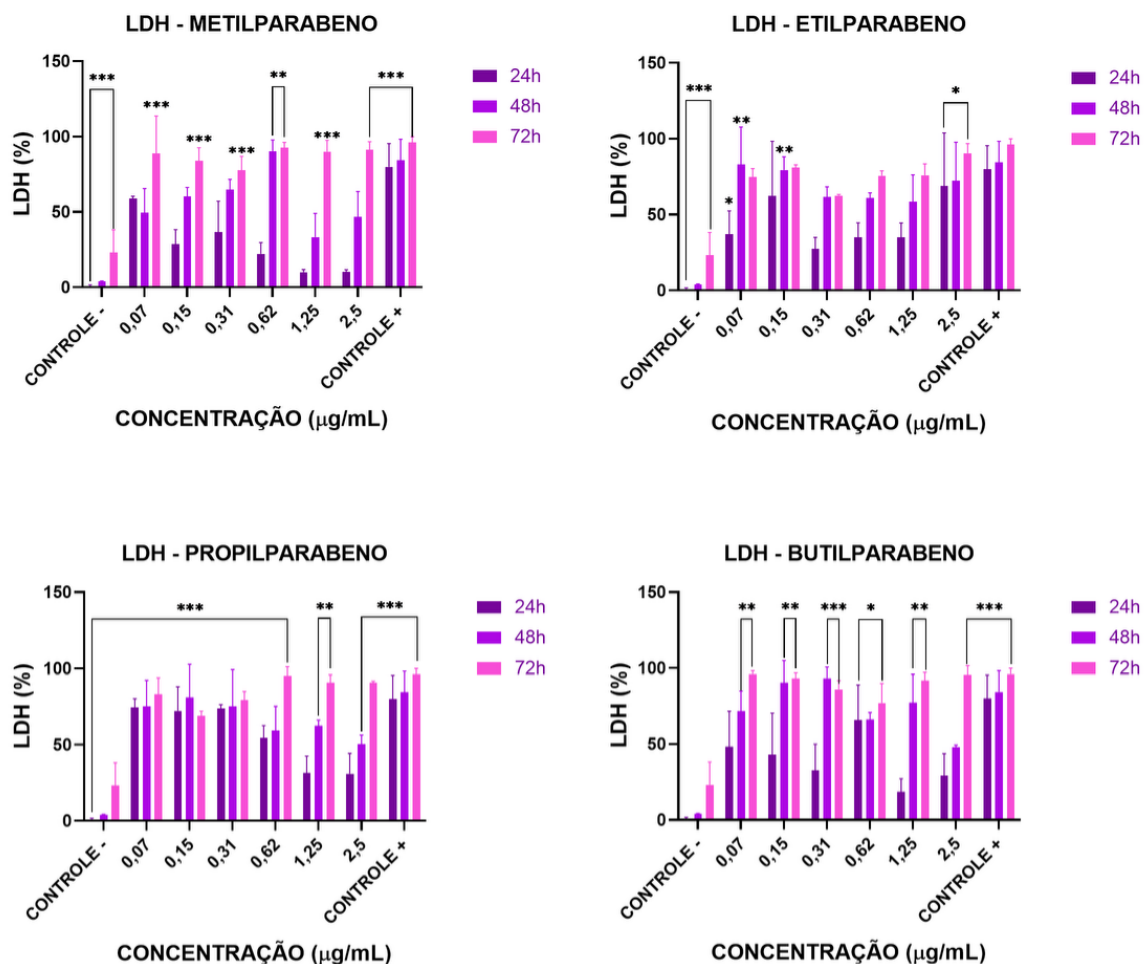 LDH - METILPARABENO
LDH (%)
150
100
50
0
***
***
***
***
**
***
***
24h
48h
72h
CONTROLE -
0,07
0,15
0,31
0,62
1,25
2,5
CONTROLE +
CONCENTRAÇÃO (μg/mL)
LDH - ETILPARABENO
LDH (%)
150
100
50
0
***
*
**
**
*
24h
48h
72h
CONTROLE -
0,07
0,15
0,31
0,62
1,25
2,5
CONTROLE +
CONCENTRAÇÃO (μg/mL)
LDH - PROPILPARABENO
LDH (%)
150
100
50
0
***
**
***
24h
48h
72h
CONTROLE -
0,07
0,15
0,31
0,62
1,25
2,5
CONTROLE +
CONCENTRAÇÃO (μg/mL)
LDH - BUTILPARABENO
LDH (%)
150
100
50
0
**
**
***
*
**
***
24h
48h
72h
CONTROLE -
0,07
0,15
0,31
0,62
1,25
2,5
CONTROLE +
CONCENTRAÇÃO (μg/mL)